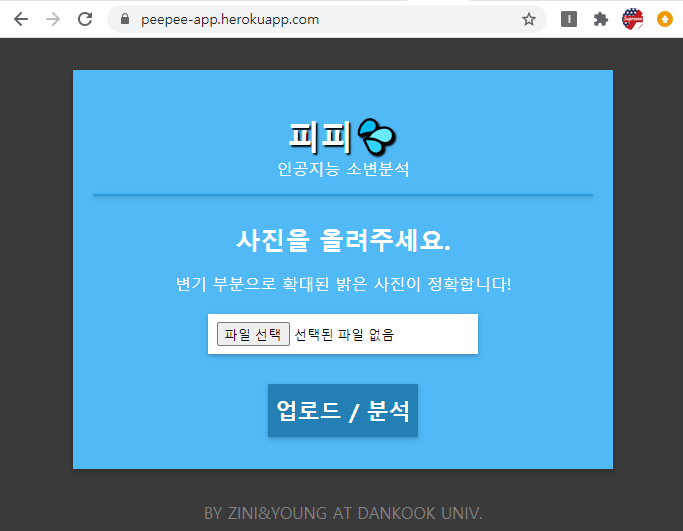 peepee-app.herokuapp.com
피피
인공지능 소변분석
사진을 올려주세요.
변기 부분으로 확대된 밝은 사진이 정확합니다!
파일 선택 선택된 파일 없음
업로드 / 분석
BY ZINI&YOUNG AT DANKOOK UNIV.